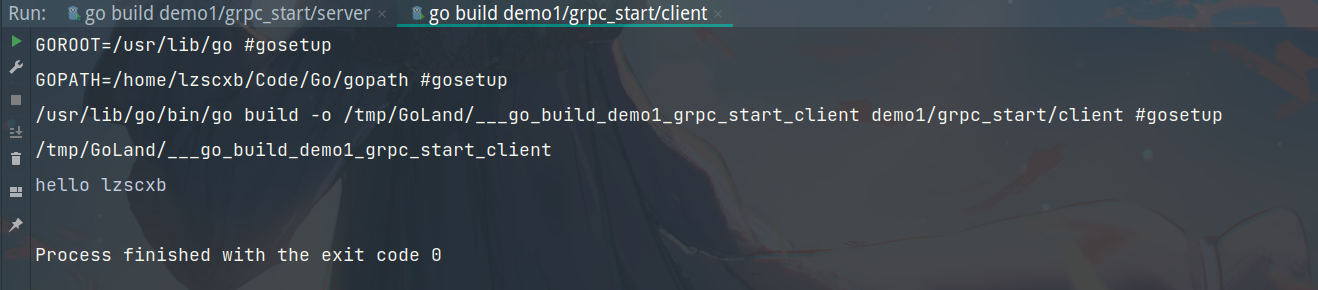 Run: go build demo1/grpc_start/server × go build demo1/grpc_start/client ×
GOROOT=/usr/lib/go #gosetup
GOPATH=/home/lzscxb/Code/Go/gopath #gosetup
/usr/lib/go/bin/go build -o /tmp/GoLand/___go_build_demo1_grpc_start_client demo1/grpc_start/client #gosetup
/tmp/GoLand/___go_build_demo1_grpc_start_client
hello lzscxb
Process finished with the exit code 0